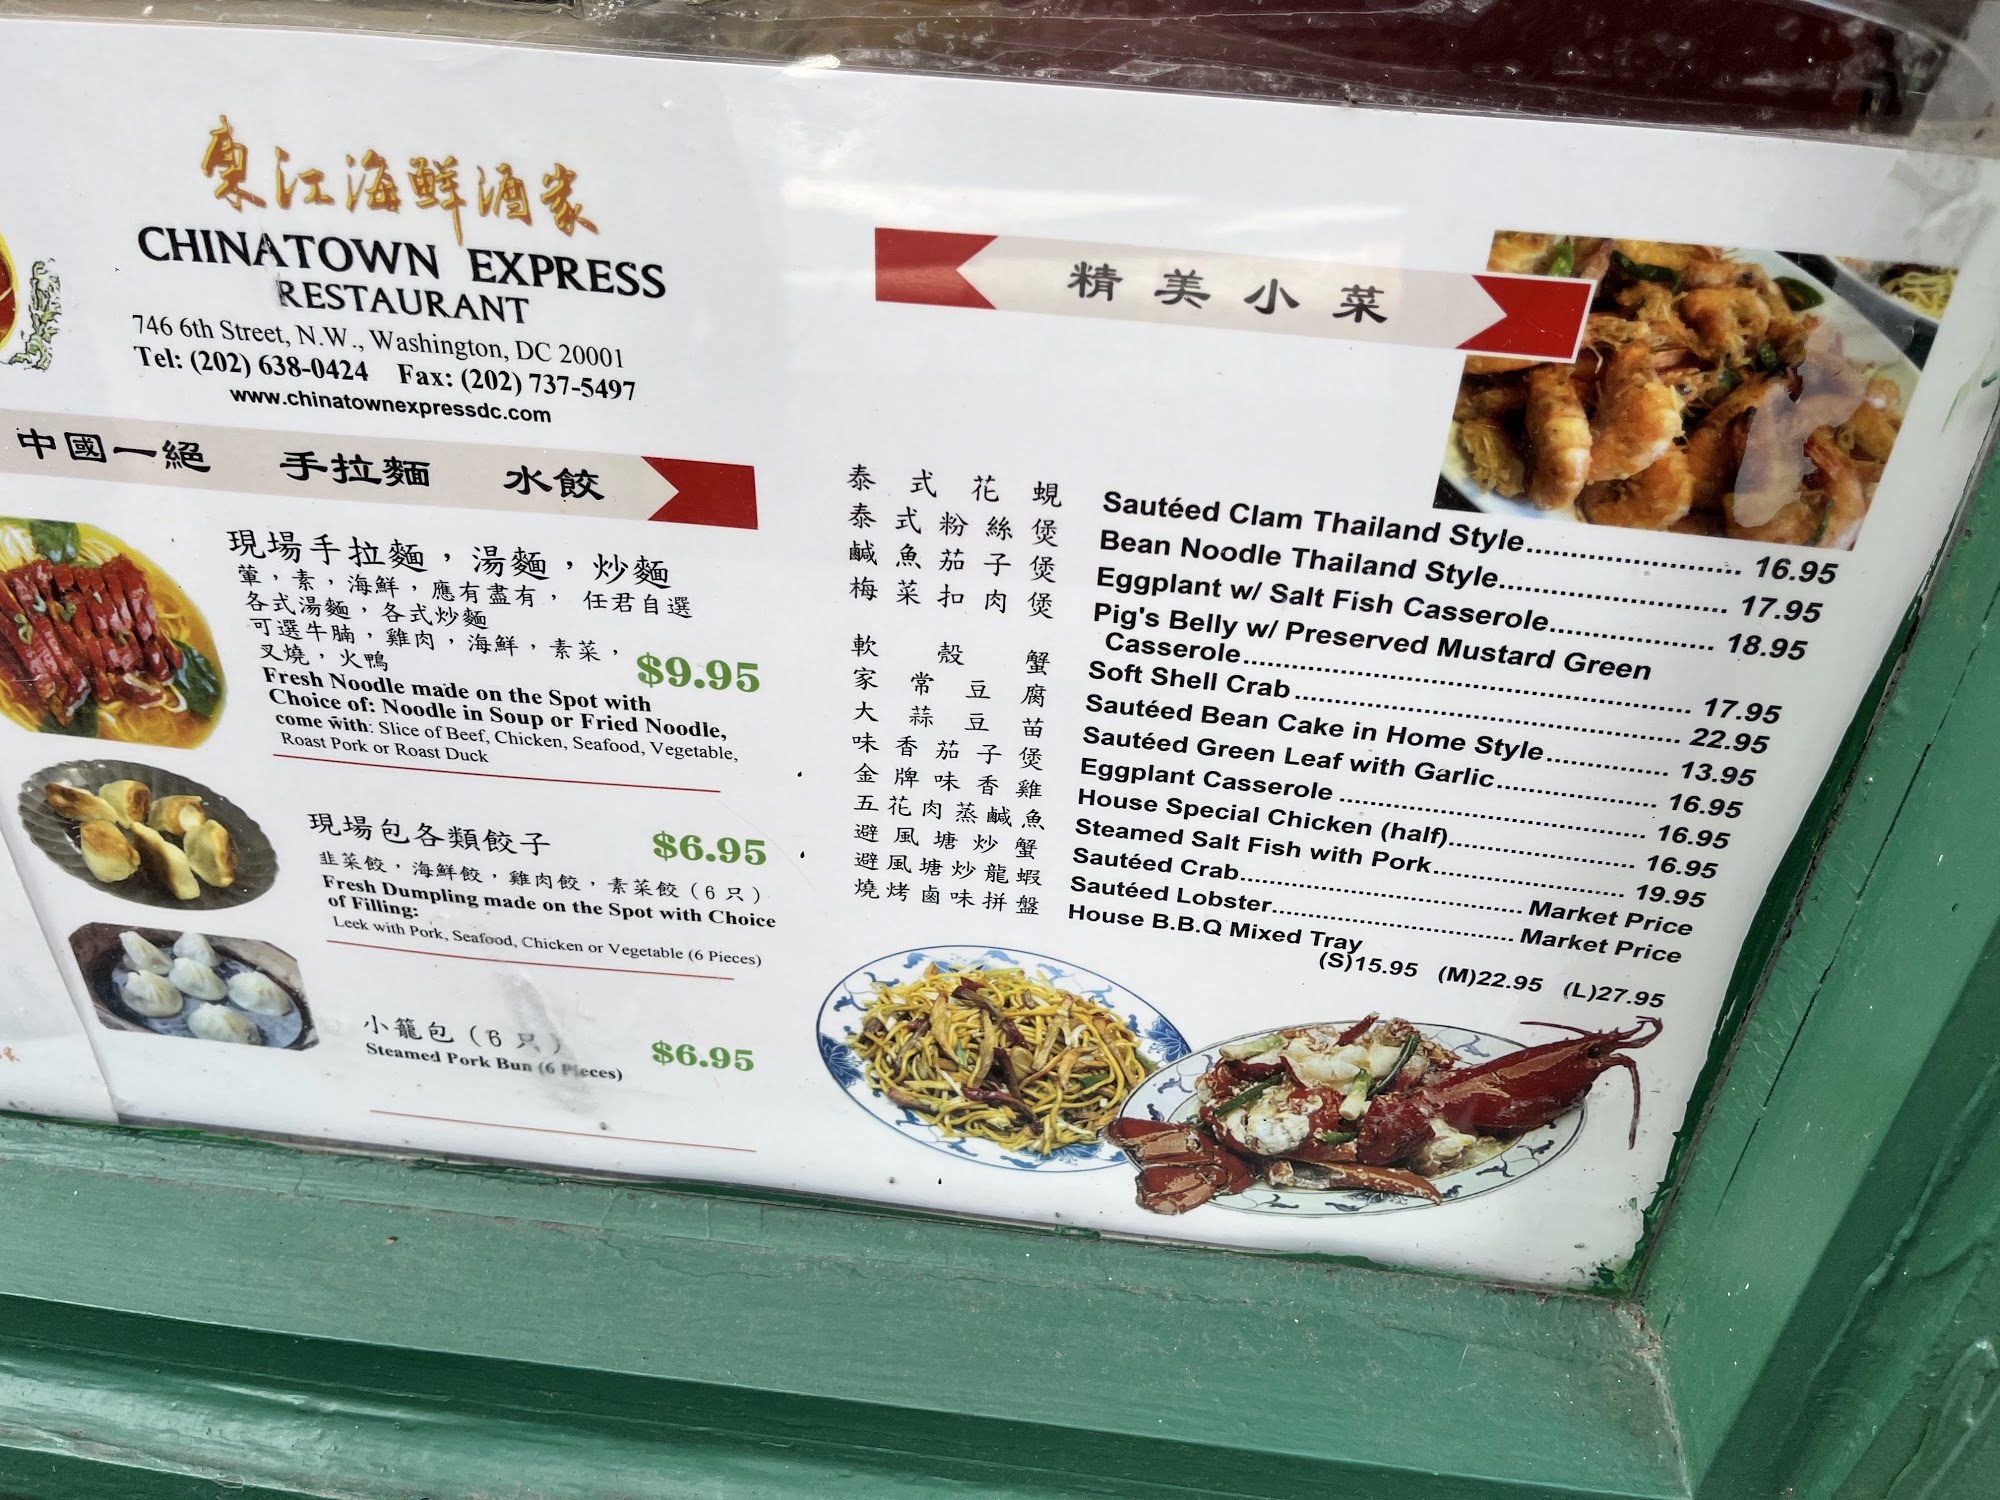 東江海鮮酒家
CHINATOWN EXPRESS
RESTAURANT
746 6th Street, N.W., Washington, DC 20001
Tel: (202) 638-0424 Fax: (202) 737-5497
www.chinatownexpressdc.com
中國一絕 手拉麵 水餃
現場手拉麵，湯麵，炒麵
葷，素，海鮮，應有盡有， 任君自選
各式湯麵，各式炒麵
可選牛腩，雞肉，海鮮，素菜，
叉燒，火鴨
$9.95
Fresh Noodle made on the Spot with
Choice of: Noodle in Soup or Fried Noodle,
come with: Slice of Beef, Chicken, Seafood, Vegetable,
Roast Pork or Roast Duck
現場包各類餃子 $6.95
韭菜餃，海鮮餃，雞肉餃，素菜餃（6只）
Fresh Dumpling made on the Spot with Choice
of Filling:
Leek with Pork, Seafood, Chicken or Vegetable (6 Pieces)
小籠包（6只） $6.95
Steamed Pork Bun (6 Pieces)
精美小菜
泰式花蜆 Sautéed Clam Thailand Style.......... 16.95
泰式粉絲煲 Bean Noodle Thailand Style.......... 17.95
鹹魚茄子煲 Eggplant w/ Salt Fish Casserole.......... 18.95
梅菜扣肉煲 Pig's Belly w/ Preserved Mustard Green
Casserole.......... 17.95
軟殼蟹 Soft Shell Crab.......... 22.95
家常豆腐 Sautéed Bean Cake in Home Style.......... 13.95
大蒜豆苗 Sautéed Green Leaf with Garlic.......... 16.95
味香茄子煲 Eggplant Casserole.......... 16.95
金牌味香雞 House Special Chicken (half).......... 16.95
五花肉蒸鹹魚 Steamed Salt Fish with Pork.......... 19.95
避風塘炒蟹 Sautéed Crab.......... Market Price
避風塘炒龍蝦 Sautéed Lobster.......... Market Price
燒烤鹵味拼盤 House B.B.Q Mixed Tray
(S)15.95 (M)22.95 (L)27.95